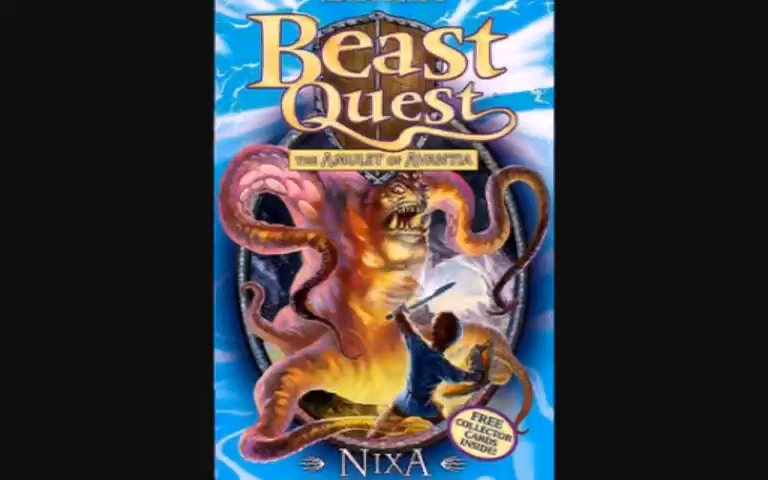 Beast
Quest
THE AMULET OF AVANTIA
FREE
COLLECTOR
CARDS
INSIDE!
NIXA